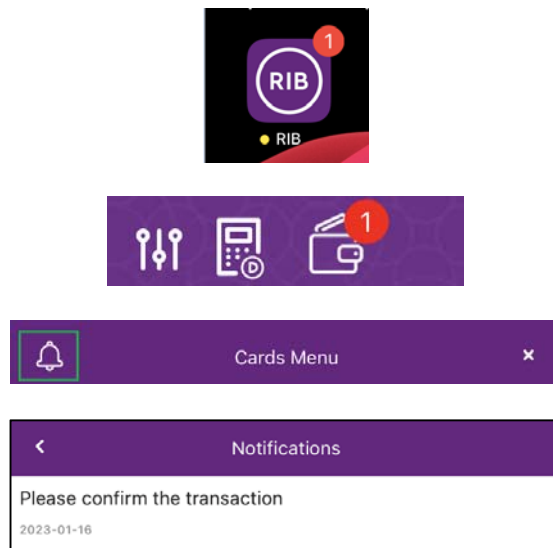 1
RIB
RIB
D
1
Cards Menu
Notifications
Please confirm the transaction
2023-01-16